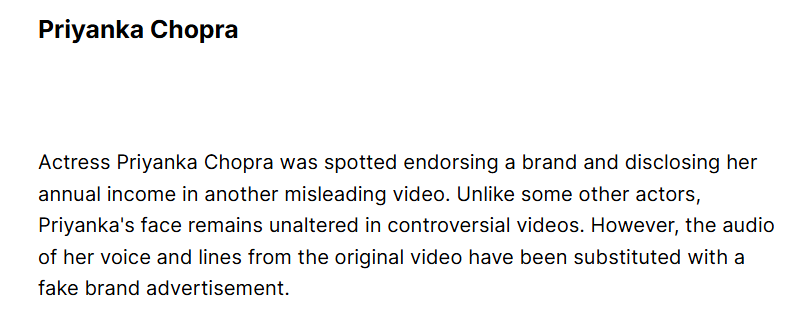 Priyanka Chopra
Actress Priyanka Chopra was spotted endorsing a brand and disclosing her
annual income in another misleading video. Unlike some other actors,
Priyanka's face remains unaltered in controversial videos. However, the audio
of her voice and lines from the original video have been substituted with a
fake brand advertisement.